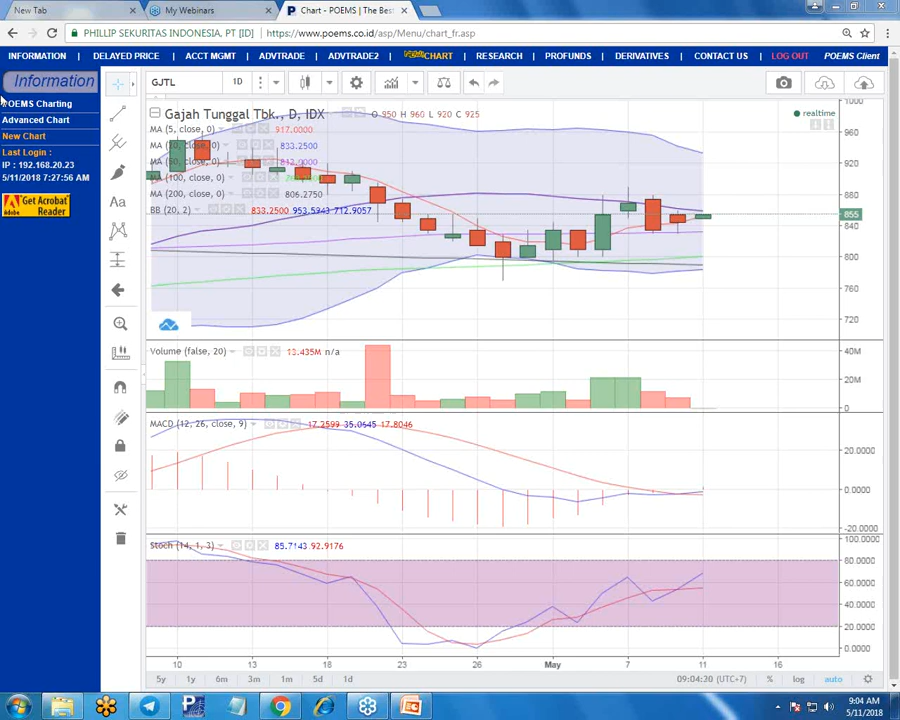 New Tab
My Webinars
Chart - POEMS | The Bes
PHILLIP SEKURITAS INDONESIA. PT [ID]
https://www.poems.co.id/asp/Menu/chart_fr.asp
INFORMATION DELAYED PRICE ACCT MGMT ADVTRADE ADVTRADE2 CHART RESEARCH PROFUNDS DERIVATIVES CONTACT US LOG OUT POEMS Client
Information
POEMS Charting
Advanced Chart
New Chart
Last Login :
IP : 192.168.20.23
5/11/2018 7:27:56 AM
Get Acrobat
Reader
Adobe
GJTL 1D
Aa
Gajah Tunggal Tbk., D, IDX O 950 H 960 L 920 C 925
realtime
MA (5, close, 0) 917.0000
833.2500
812.0000
MA (100, close, 0)
MA (200, close, 0) 806.2750
BB (20, 2) 833.2500 953.5943 712.9057
1000
960
920
880
855
840
800
760
720
Volume (false, 20) 13.435M n/a
40M
20M
0
MACD (12, 26, close, 9) 17.2599 35.0645 17.8046
20.0000
0.0000
-20.0000
Stoch (14, 1, 3) 85.7143 92.9176
100.0000
80.0000
60.0000
40.0000
20.0000
0.0000
10 13 18 23 26 May 7 11 16
5y 1y 6m 3m 1m 5d 1d
09:04:20 (UTC+7) % log auto
9:04 AM
5/11/2018